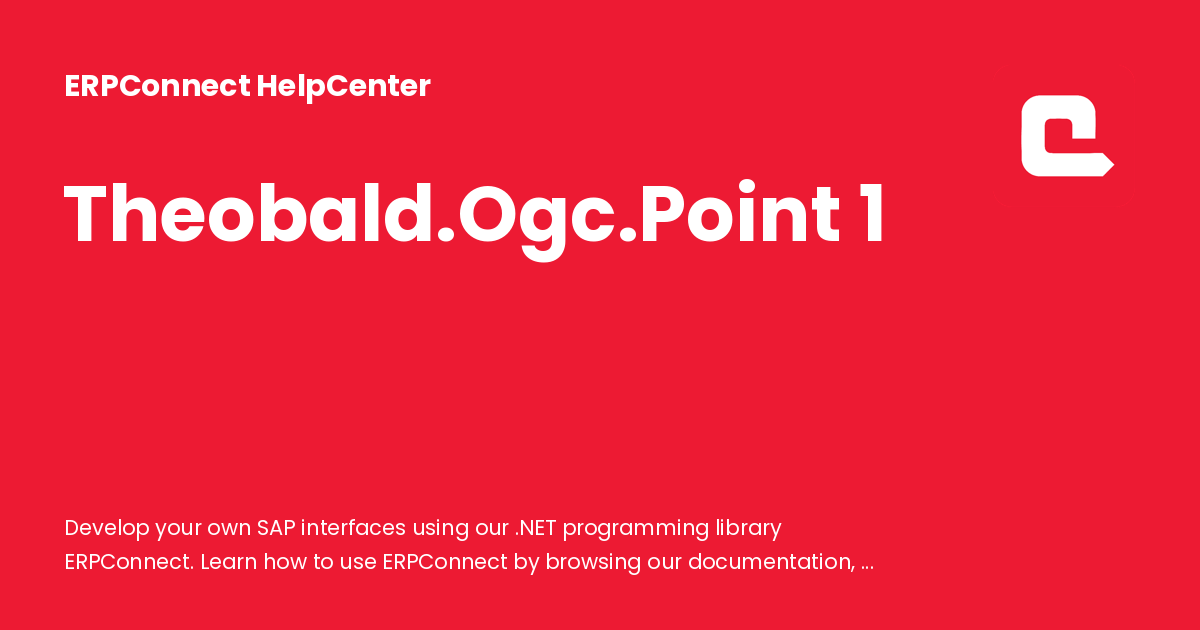 ERPConnect HelpCenter
Theobald.Ogc.Point 1
Develop your own SAP interfaces using our .NET programming library
ERPConnect. Learn how to use ERPConnect by browsing our documentation, ...